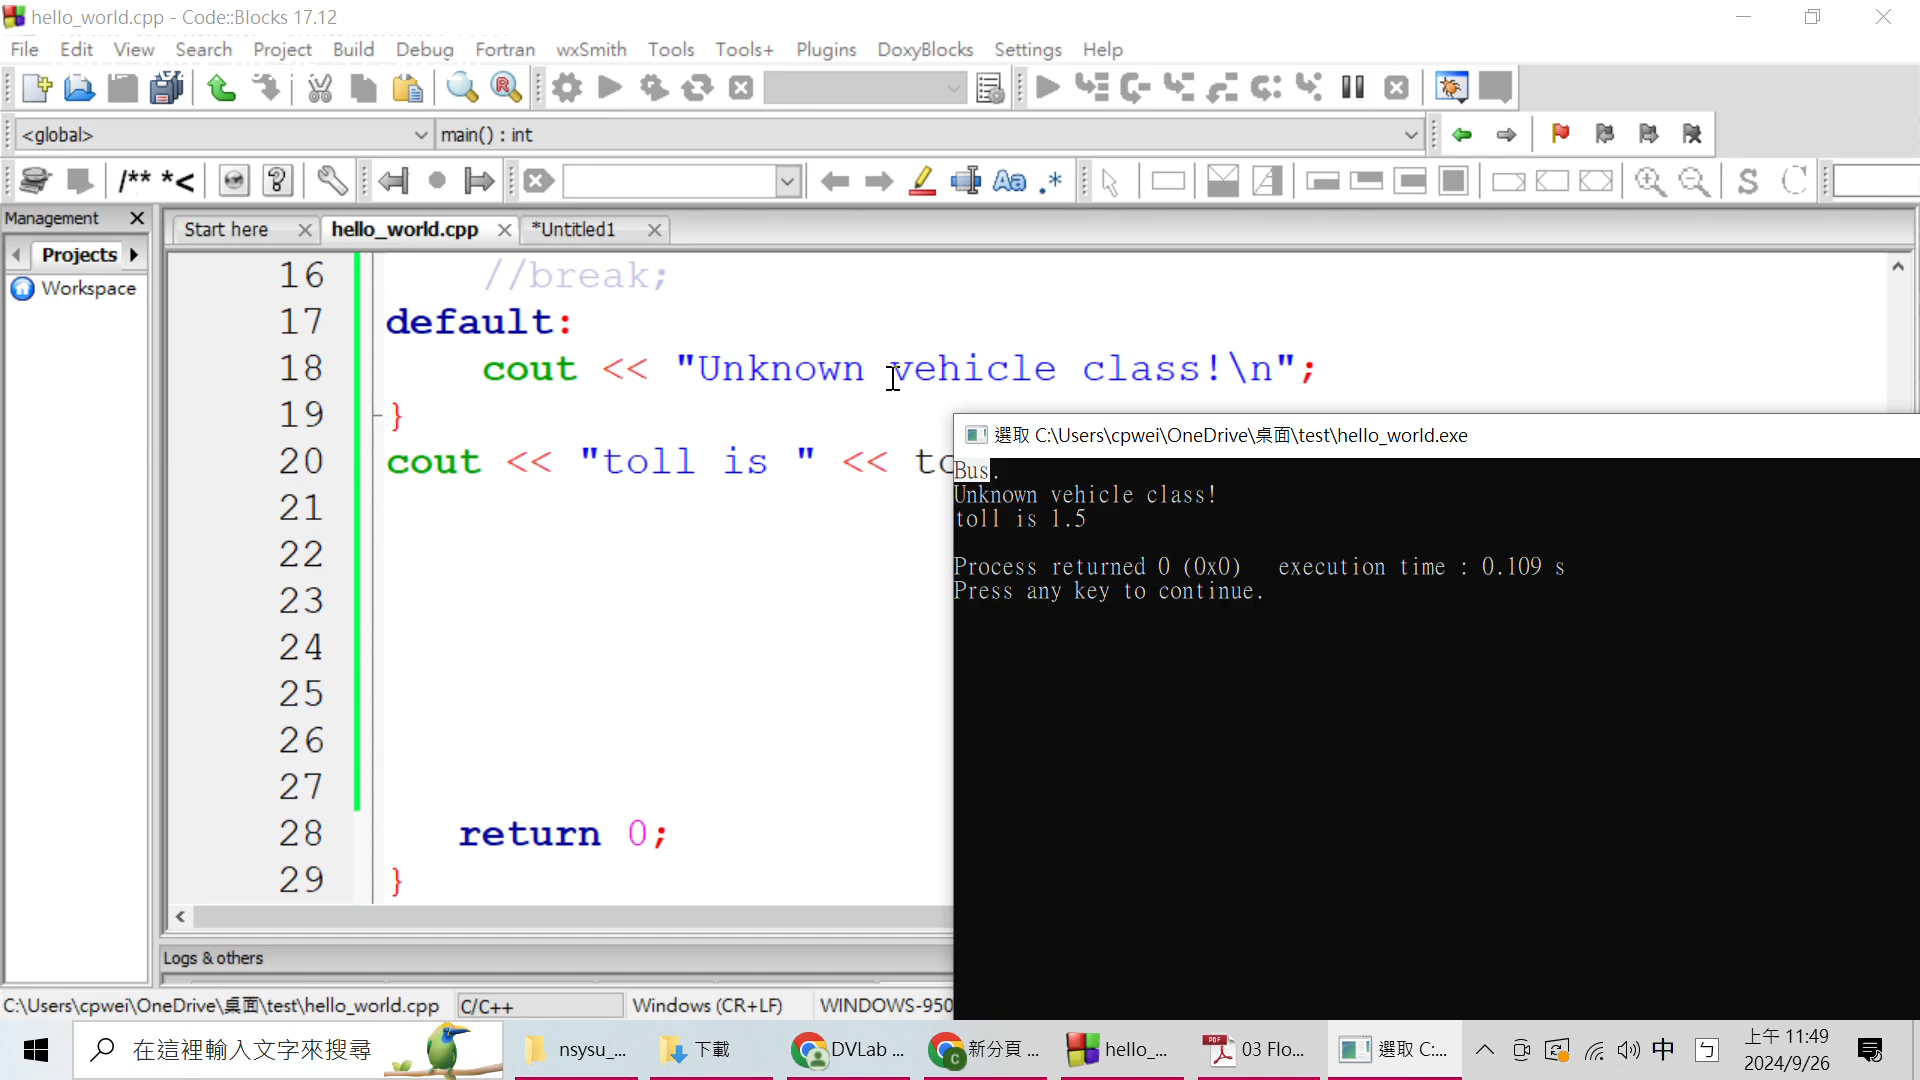 hello_world.cpp - Code::Blocks 17.12
File Edit View Search Project Build Debug Fortran wxSmith Tools Tools+ Plugins DoxyBlocks Settings Help
<global> main() : int
/** *<
Aa .* S
Management
Start here hello_world.cpp *Untitled1
Projects
Workspace
16 //break;
17 default:
18 cout << "Unknown vehicle class!\n";
19 }
20 cout << "toll is " << to
21
22
23
24
25
26
27
28 return 0;
29 }
選取 C:\Users\cpwei\OneDrive\桌面\test\hello_world.exe
Bus.
Unknown vehicle class!
toll is 1.5
Process returned 0 (0x0) execution time : 0.109 s
Press any key to continue.
Logs & others
C:\Users\cpwei\OneDrive\桌面\test\hello_world.cpp C/C++ Windows (CR+LF) WINDOWS-950
在這裡輸入文字來搜尋
nsysu_... 下載 DVLab ... 新分頁 ... hello_... 03 Flo... 選取 C:...
中 ㄅ
上午 11:49
2024/9/26